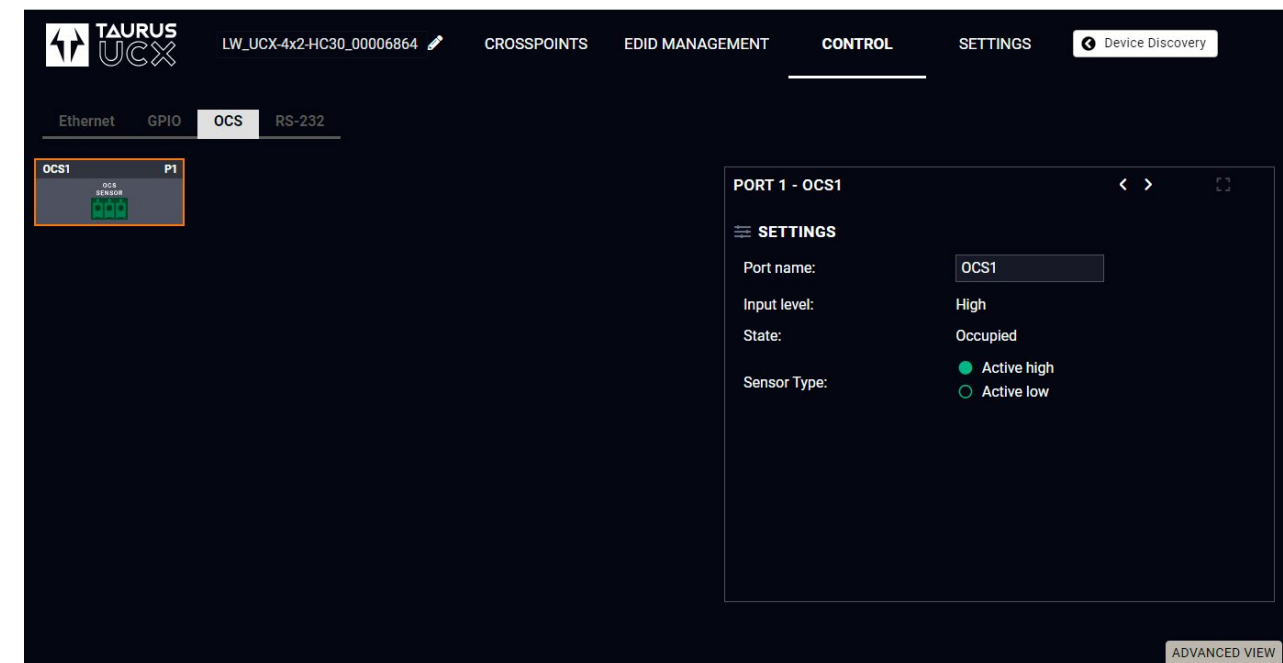 TAURUS
UCX
LW_UCX-4x2-HC30_00006864
CROSSPOINTS
EDID MANAGEMENT
CONTROL
SETTINGS
Device Discovery
Ethernet
GPIO
OCS
RS-232
OCS1 P1
OCS
SENSOR
PORT 1 - OCS1
SETTINGS
Port name: OCS1
Input level: High
State: Occupied
Sensor Type:
Active high
Active low
ADVANCED VIEW